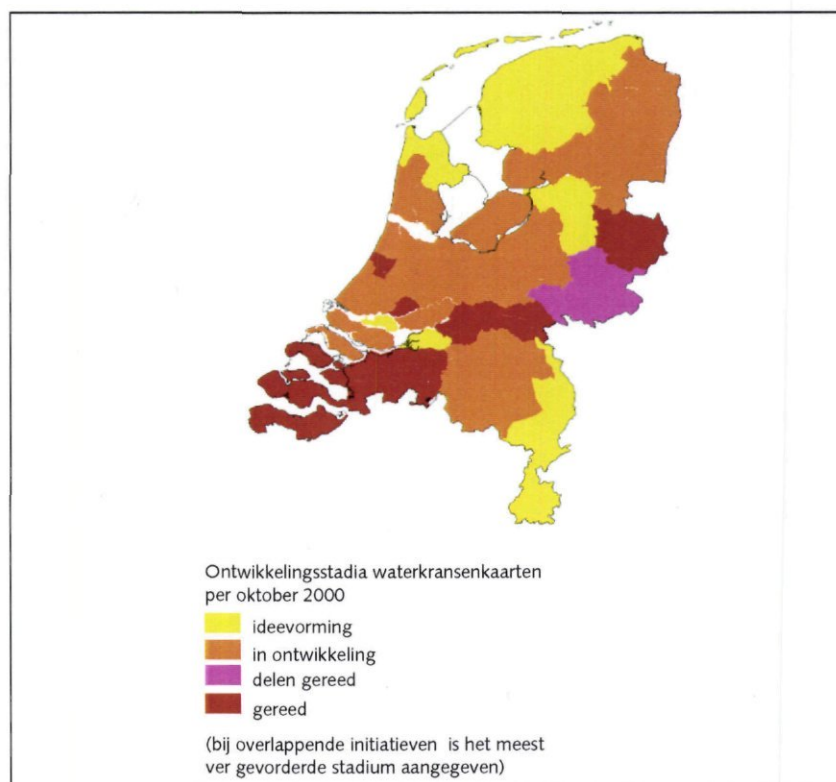 Ontwikkelingsstadia waterkransenkaarten
per oktober 2000
ideevorming
in ontwikkeling
delen gereed
gereed
(bij overlappende initiatieven is het meest
ver gevorderde stadium aangegeven)